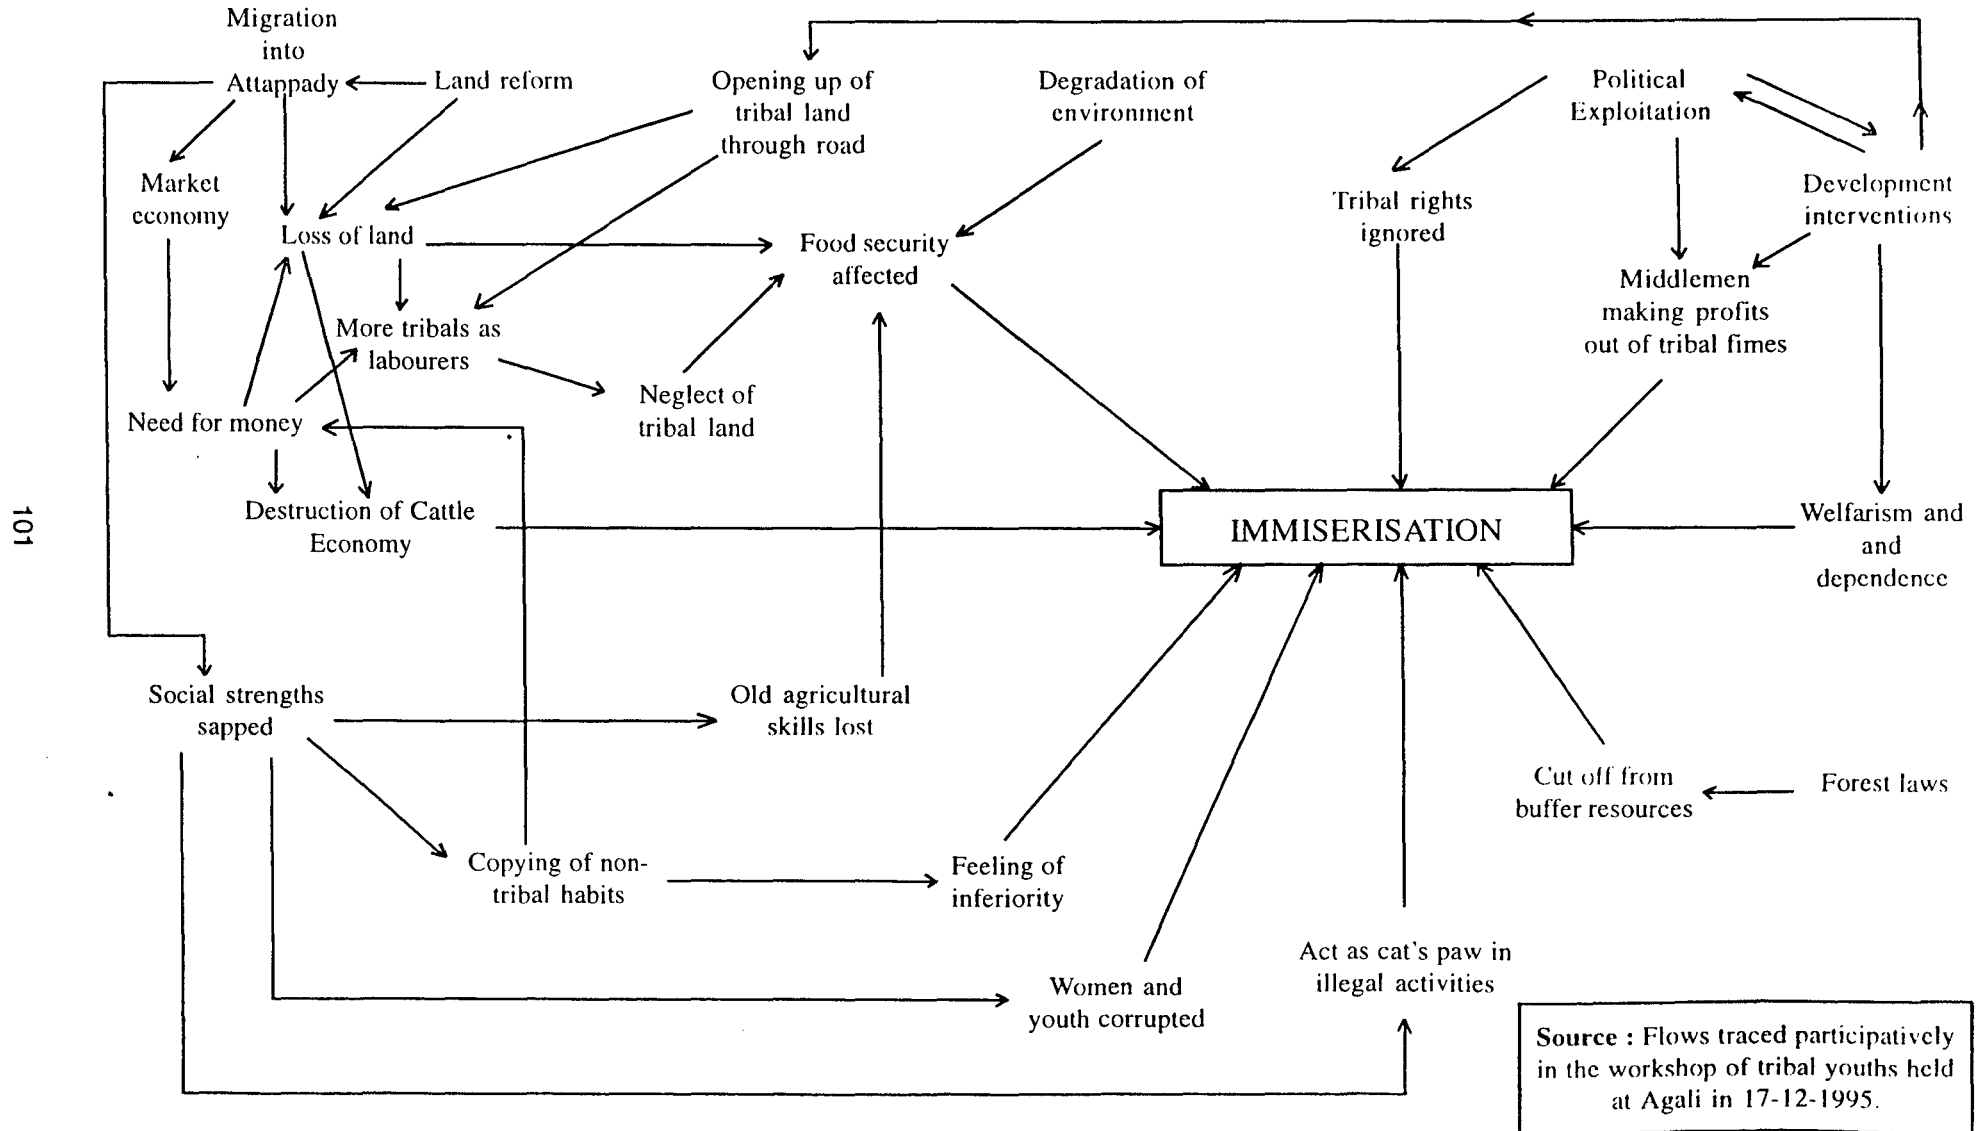 Migration
into
Attappady
Land reform
Opening up of
tribal land
through road
Degradation of
environment
Political
Exploitation
Market
economy
Loss of land
Food security
affected
Tribal rights
ignored
Development
interventions
More tribals as
labourers
Middlemen
making profits
out of tribal fimes
Neglect of
tribal land
Need for money
Destruction of Cattle
Economy
IMMISERISATION
Welfarism and
and
dependence
101
Social strengths
sapped
Old agricultural
skills lost
Cut off from
buffer resources
Forest laws
Copying of non-
tribal habits
Feeling of
inferiority
Women and
youth corrupted
Act as cat's paw in
illegal activities
Source : Flows traced participatively
in the workshop of tribal youths held
at Agali in 17-12-1995.